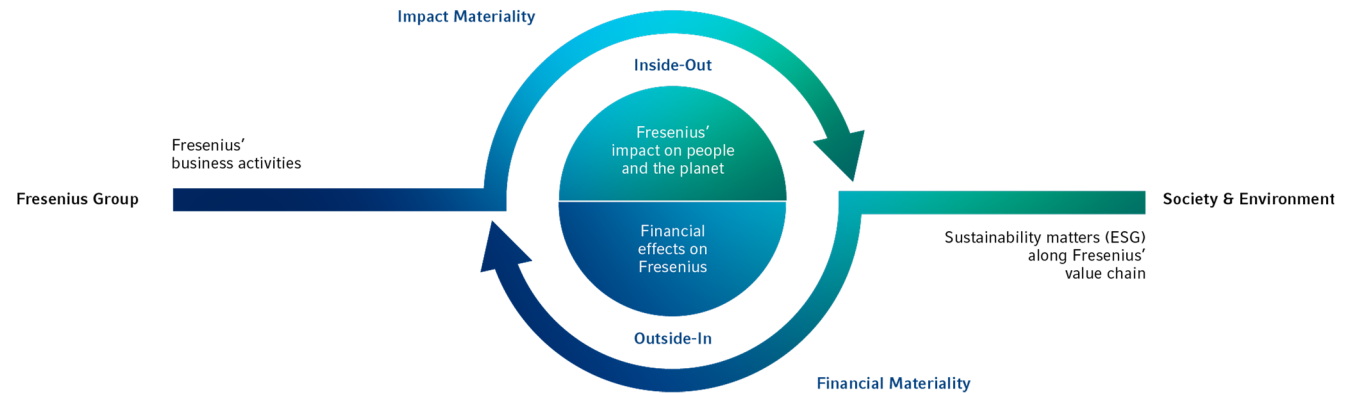 Impact Materiality
Inside-Out
Fresenius’
impact on people
and the planet
Fresenius’
business activities
Fresenius Group
Society & Environment
Financial
effects on
Fresenius
Sustainability matters (ESG)
along Fresenius’
value chain
Outside-In
Financial Materiality